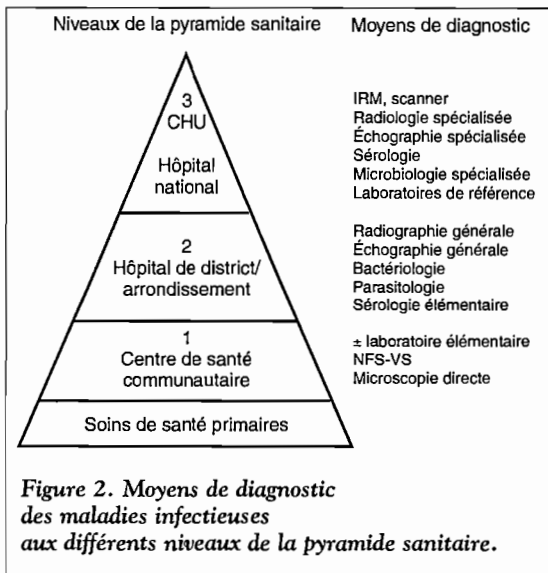 Niveaux de la pyramide sanitaire
Moyens de diagnostic
3
CHU
Hôpital
national
IRM, scanner
Radiologie spécialisée
Échographie spécialisée
Sérologie
Microbiologie spécialisée
Laboratoires de référence
2
Hôpital de district/
arrondissement
Radiographie générale
Échographie générale
Bactériologie
Parasitologie
Sérologie élémentaire
1
Centre de santé
communautaire
± laboratoire élémentaire
NFS-VS
Microscopie directe
Soins de santé primaires
Figure 2. Moyens de diagnostic
des maladies infectieuses
aux différents niveaux de la pyramide sanitaire.